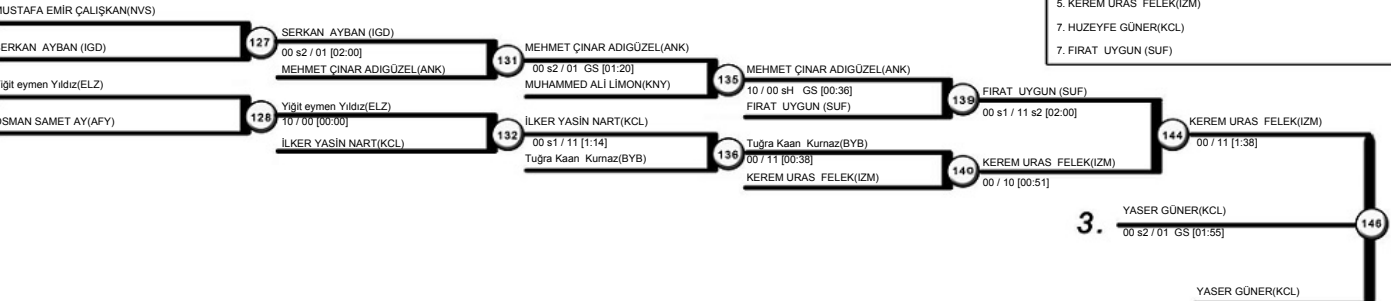 MUSTAFA EMİR ÇALIŞKAN(NVS)
SERKAN AYBAN (IGD)
127
SERKAN AYBAN (IGD)
00 s2 / 01 [02:00]
MEHMET ÇINAR ADIGÜZEL(ANK)
Yiğit eymen Yıldız(ELZ)
OSMAN SAMET AY(AFY)
128
Yiğit eymen Yıldız(ELZ)
10 / 00 [00:00]
İLKER YASİN NART(KCL)
131
MEHMET ÇINAR ADIGÜZEL(ANK)
00 s2 / 01 GS [01:20]
MUHAMMED ALİ LİMON(KNY)
132
İLKER YASİN NART(KCL)
00 s1 / 11 [1:14]
Tuğra Kaan Kurnaz(BYB)
135
MEHMET ÇINAR ADIGÜZEL(ANK)
10 / 00 sH GS [00:36]
FIRAT UYGUN (SUF)
136
Tuğra Kaan Kurnaz(BYB)
00 / 11 [00:38]
KEREM URAS FELEK(IZM)
139
FIRAT UYGUN (SUF)
00 s1 / 11 s2 [02:00]
140
KEREM URAS FELEK(IZM)
00 / 10 [00:51]
144
KEREM URAS FELEK(IZM)
00 / 11 [1:38]
3.
YASER GÜNER(KCL)
00 s2 / 01 GS [01:55]
146
YASER GÜNER(KCL)
5. KEREM URAS FELEK(IZM)
7. HUZEYFE GÜNER(KCL)
7. FIRAT UYGUN (SUF)